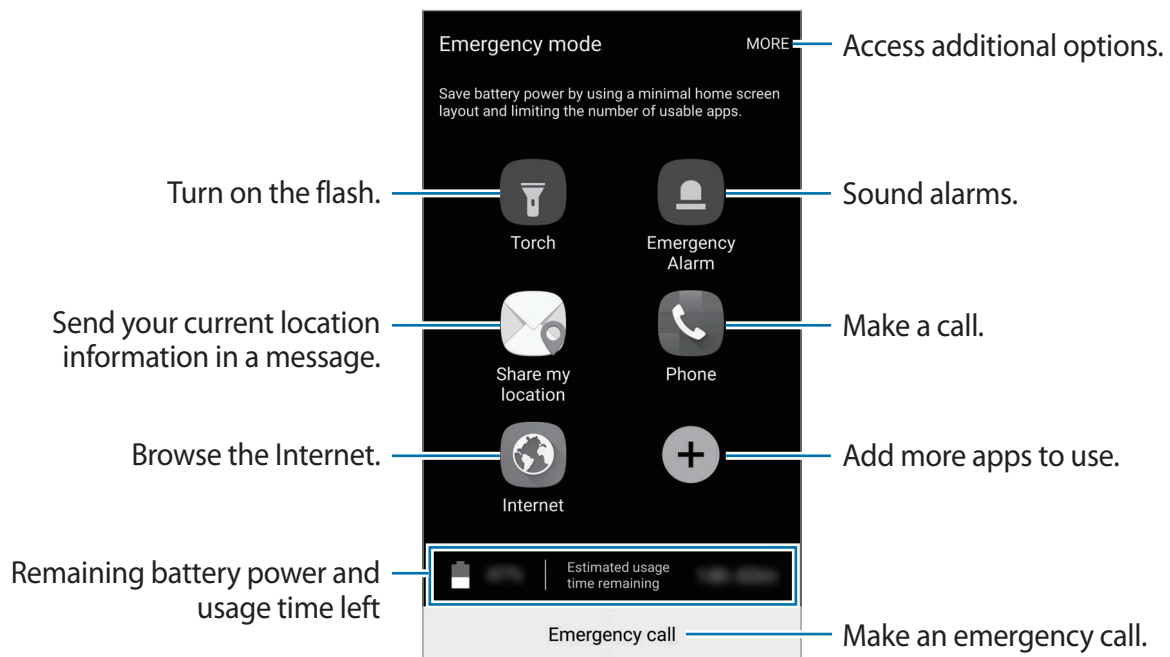 Emergency mode
MORE
Access additional options.
Save battery power by using a minimal home screen
layout and limiting the number of usable apps.
Turn on the flash.
Torch
Emergency
Alarm
Sound alarms.
Send your current location
information in a message.
Share my
location
Phone
Make a call.
Browse the Internet.
Internet
Add more apps to use.
Remaining battery power and
usage time left
Estimated usage
time remaining
Emergency call
Make an emergency call.